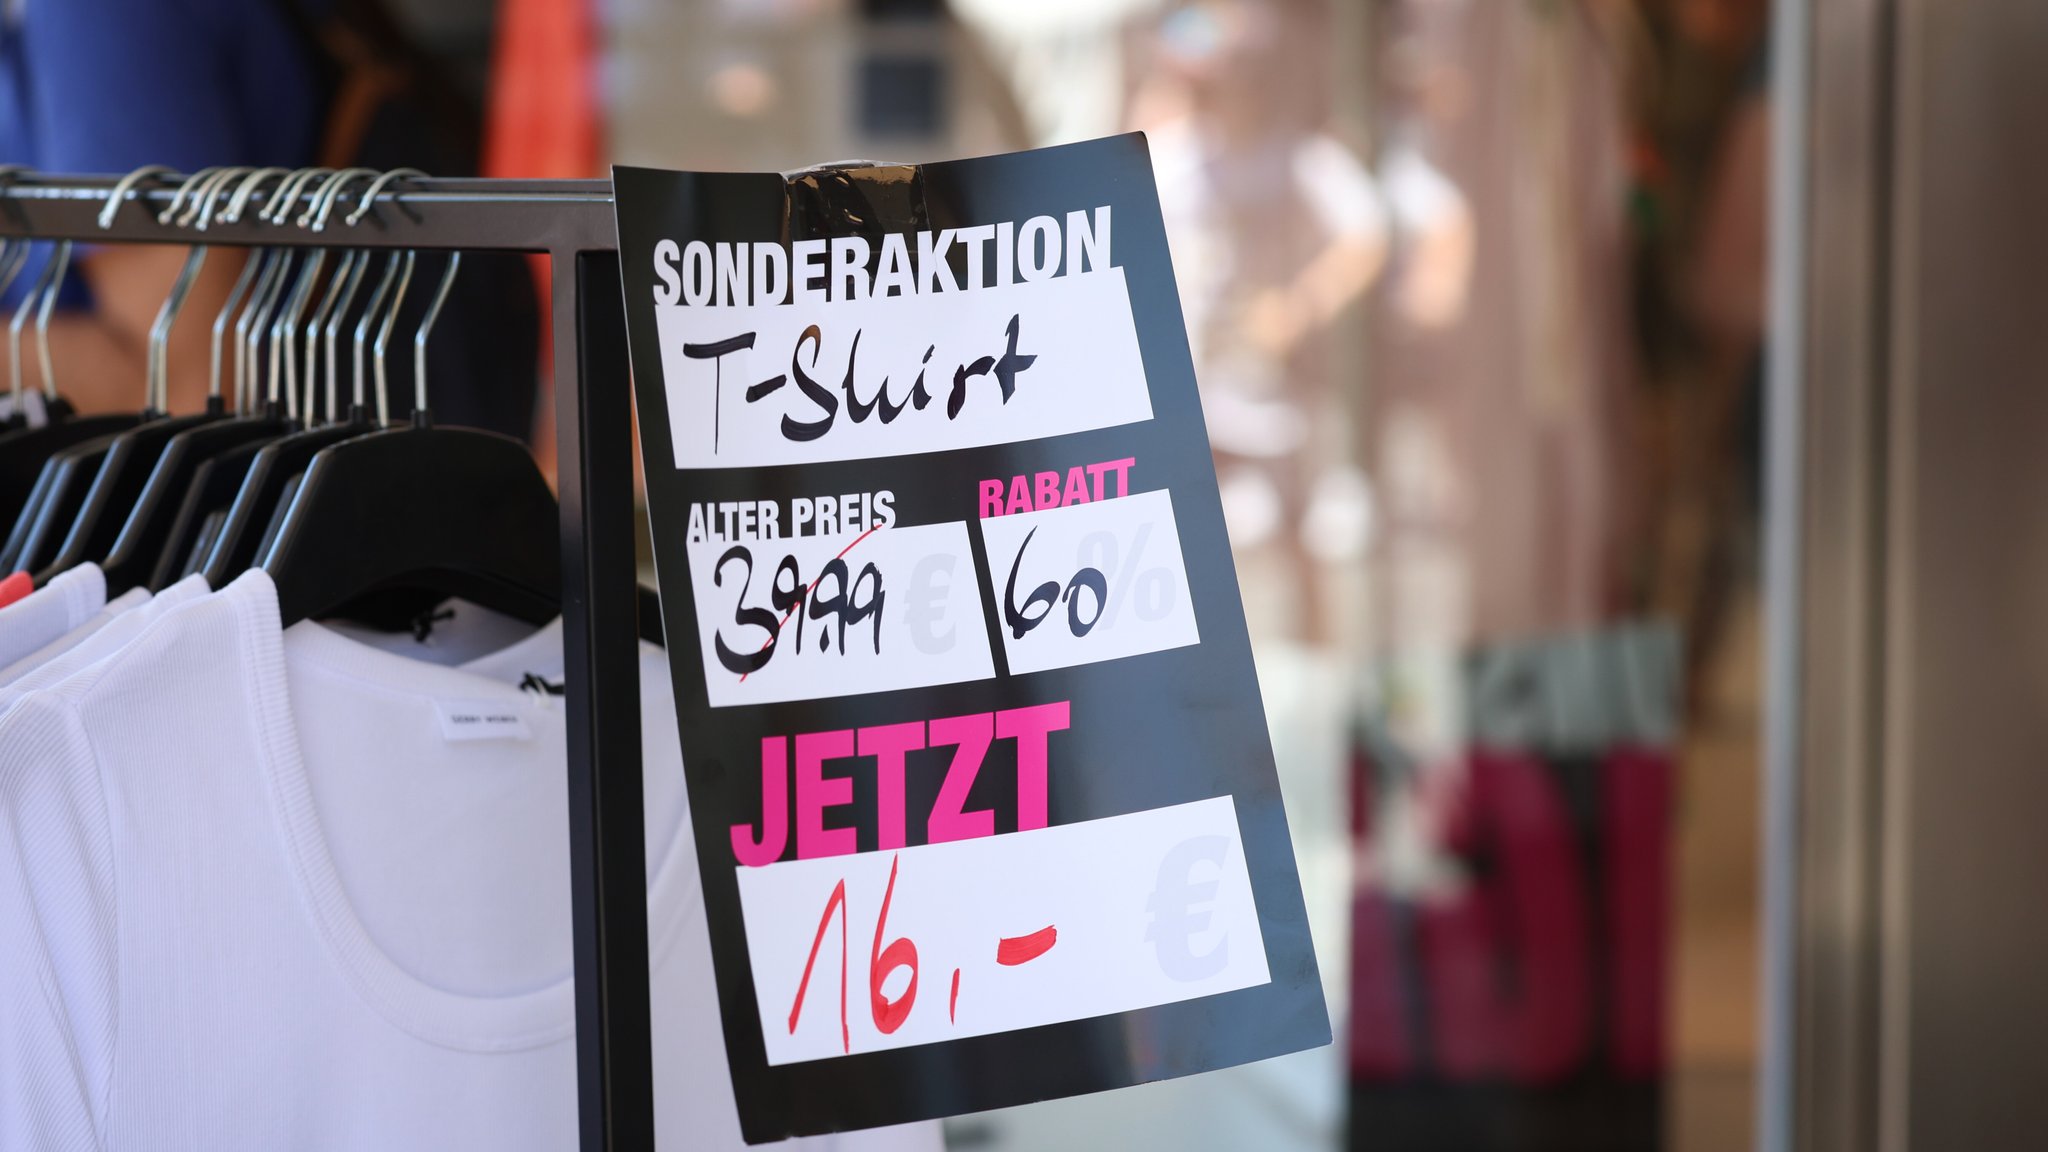 SONDERAKTION
T-Shirt
ALTER PREIS RABATT
39.99 € 60 %
JETZT
16,- €